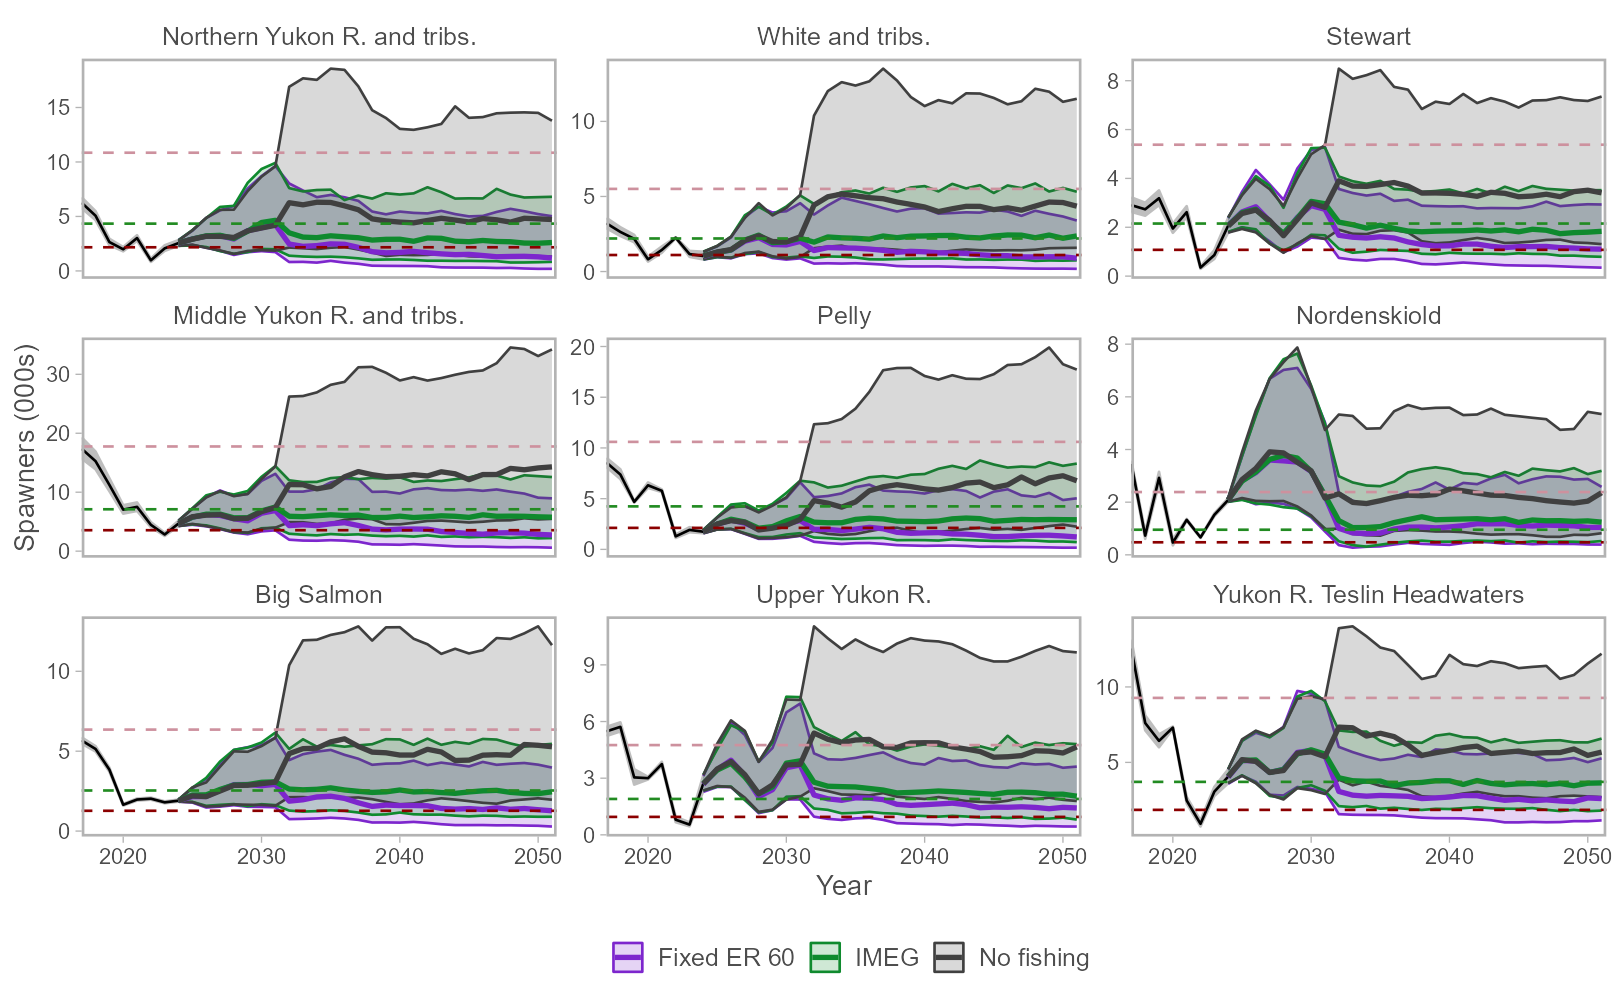 Northern Yukon R. and tribs.
White and tribs.
Stewart
15
10
5
0
10
5
0
8
6
4
2
0
Middle Yukon R. and tribs.
Pelly
Nordenskiold
30
20
10
0
20
15
10
5
0
8
6
4
2
0
Spawners (000s)
Big Salmon
Upper Yukon R.
Yukon R. Teslin Headwaters
10
5
0
9
6
3
0
10
5
2020 2030 2040 2050
2020 2030 2040 2050
2020 2030 2040 2050
Year
Fixed ER 60 IMEG No fishing